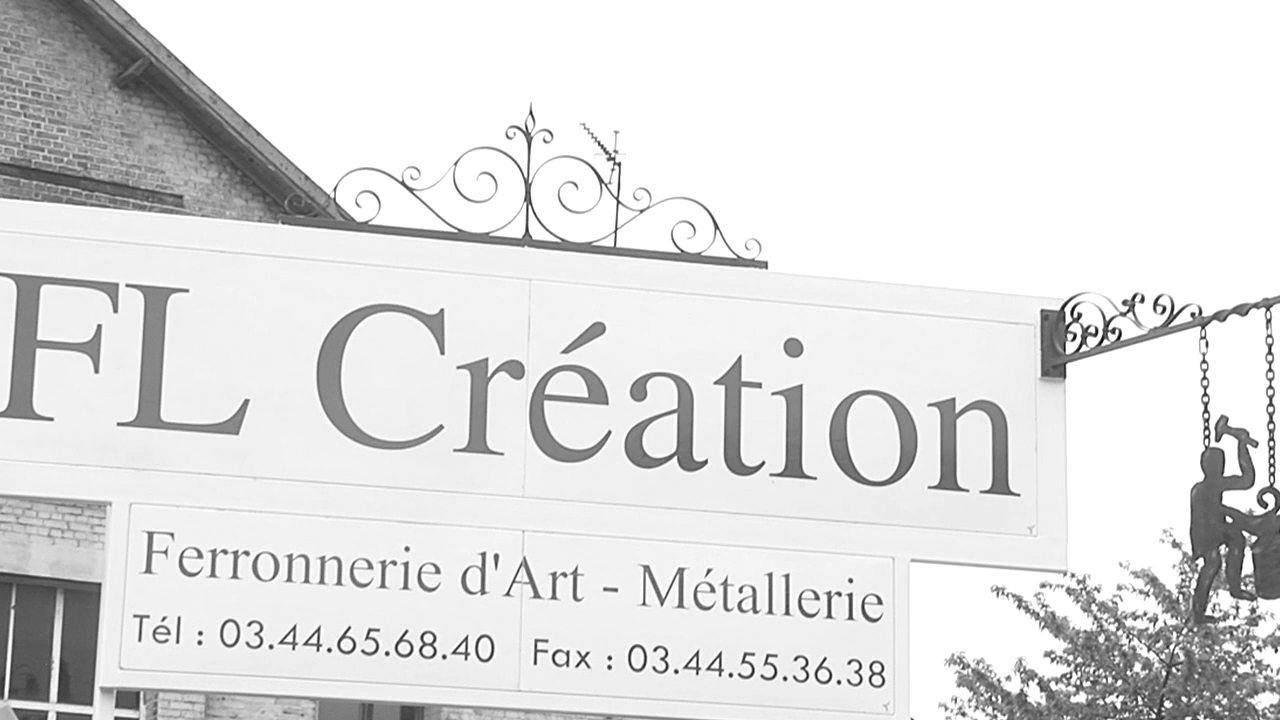 FL Création
Ferronnerie d'Art - Métallerie
Tél : 03.44.65.68.40 Fax : 03.44.55.36.38